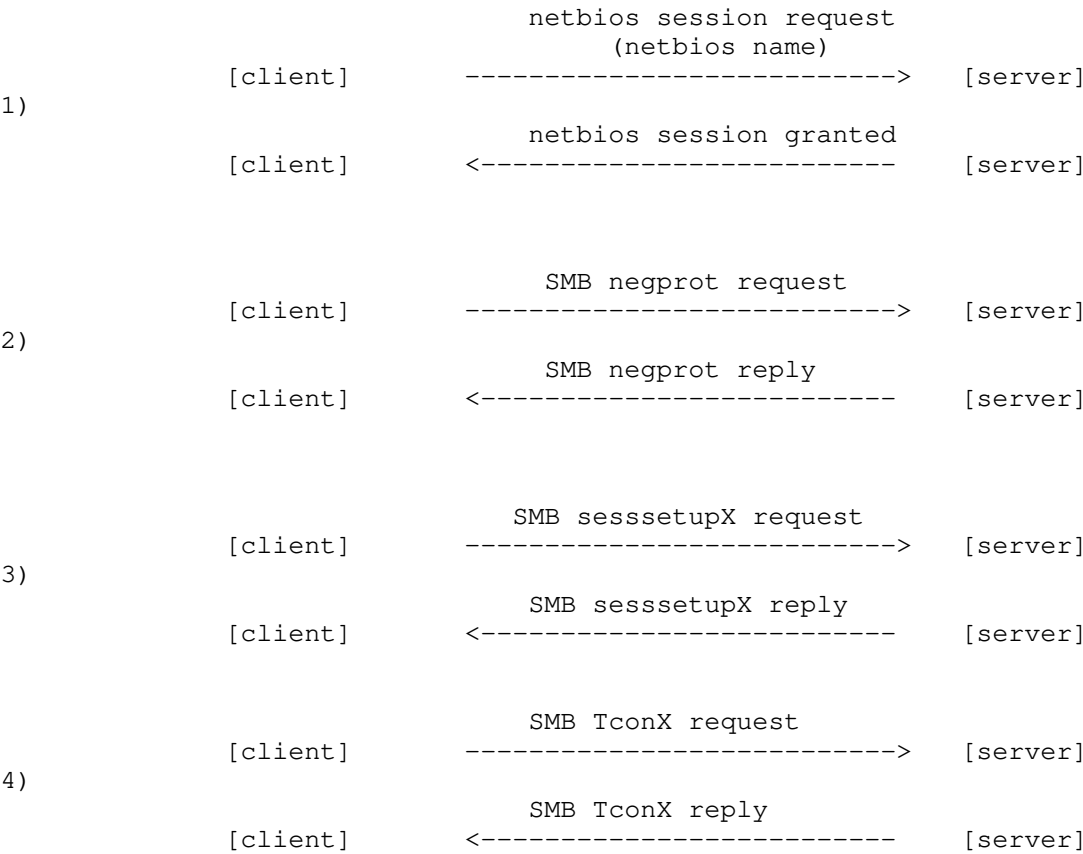 netbios session request
(netbios name)
[client] ---------------------------> [server]
1)
netbios session granted
[client] <-------------------------- [server]
SMB negprot request
[client] ---------------------------> [server]
2)
SMB negprot reply
[client] <-------------------------- [server]
SMB sesssetupX request
[client] ---------------------------> [server]
3)
SMB sesssetupX reply
[client] <-------------------------- [server]
SMB TconX request
[client] ---------------------------> [server]
4)
SMB TconX reply
[client] <-------------------------- [server]